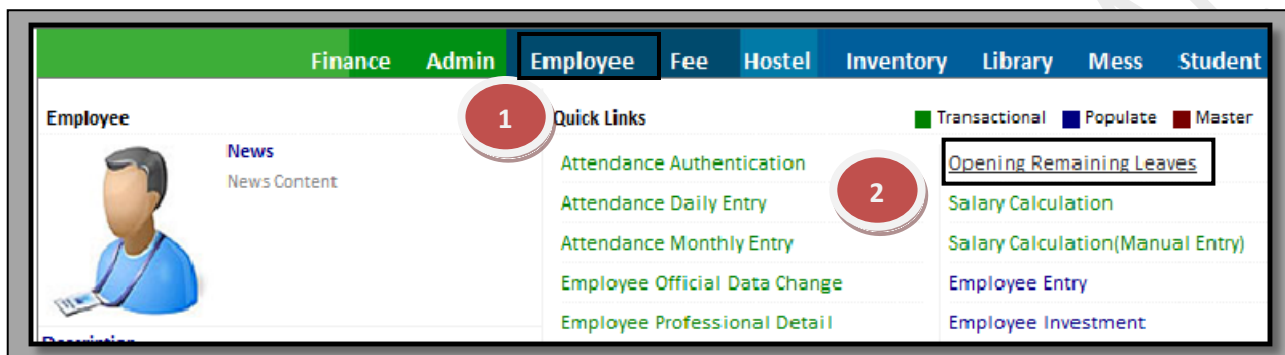 Finance Admin Employee Fee Hostel Inventory Library Mess Student
Employee
1
Quick Links
Transactional Populate Master
News
News Content
Attendance Authentication
Attendance Daily Entry
Attendance Monthly Entry
Employee Official Data Change
Employee Professional Detail
2
Opening Remaining Leaves
Salary Calculation
Salary Calculation(Manual Entry)
Employee Entry
Employee Investment